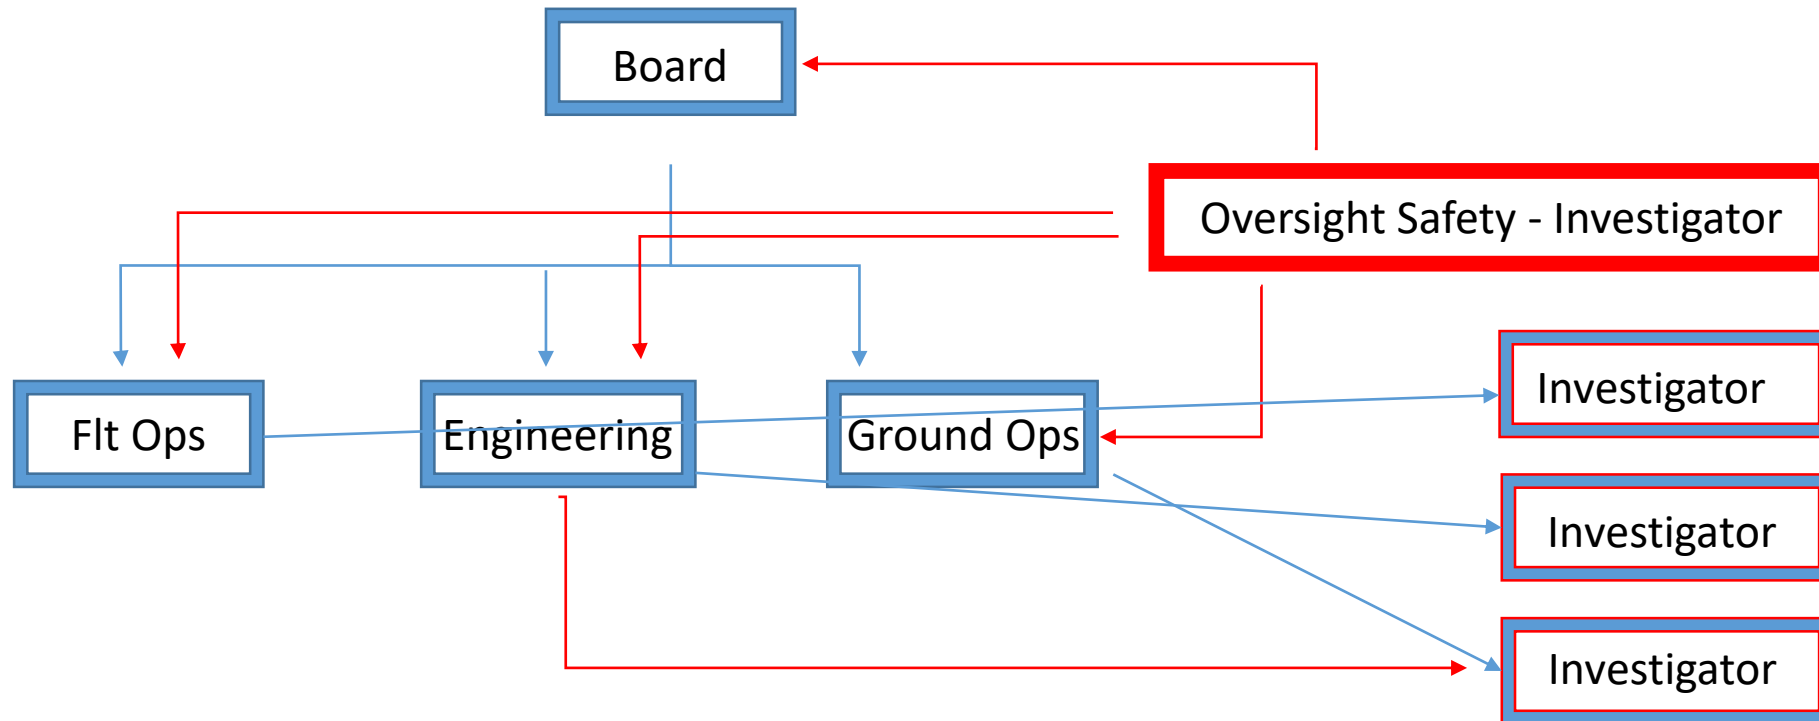 Board
Oversight Safety - Investigator
Flt Ops
Engineering
Ground Ops
Investigator
Investigator
Investigator